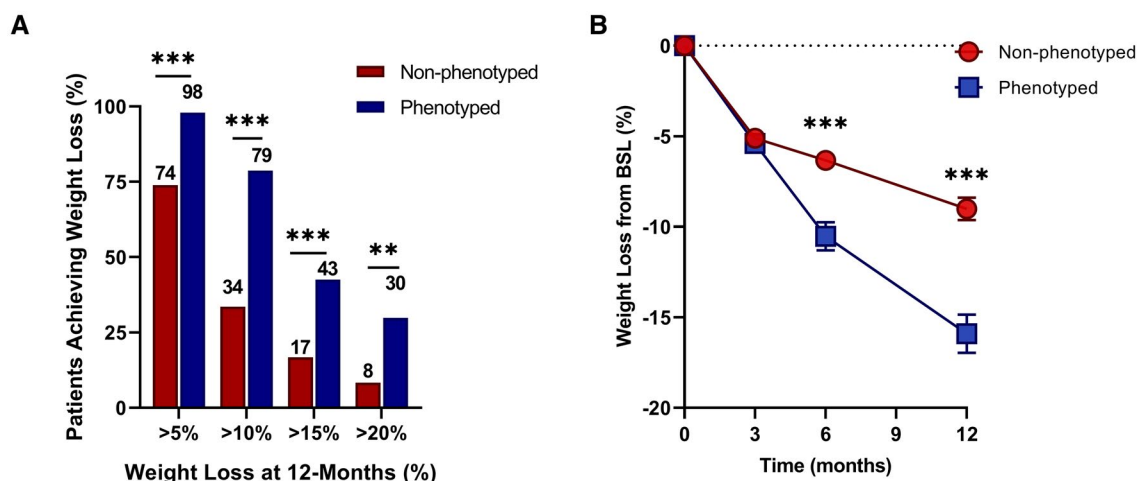 A
Patients Achieving Weight Loss (%)
100
75
50
25
0
***
98
74
***
79
34
***
43
17
**
30
8
Non-phenotyped
Phenotyped
>5% >10% >15% >20%
Weight Loss at 12-Months (%)
B
Weight Loss from BSL (%)
0
-5
-10
-15
-20
***
***
Non-phenotyped
Phenotyped
0 3 6 9 12
Time (months)